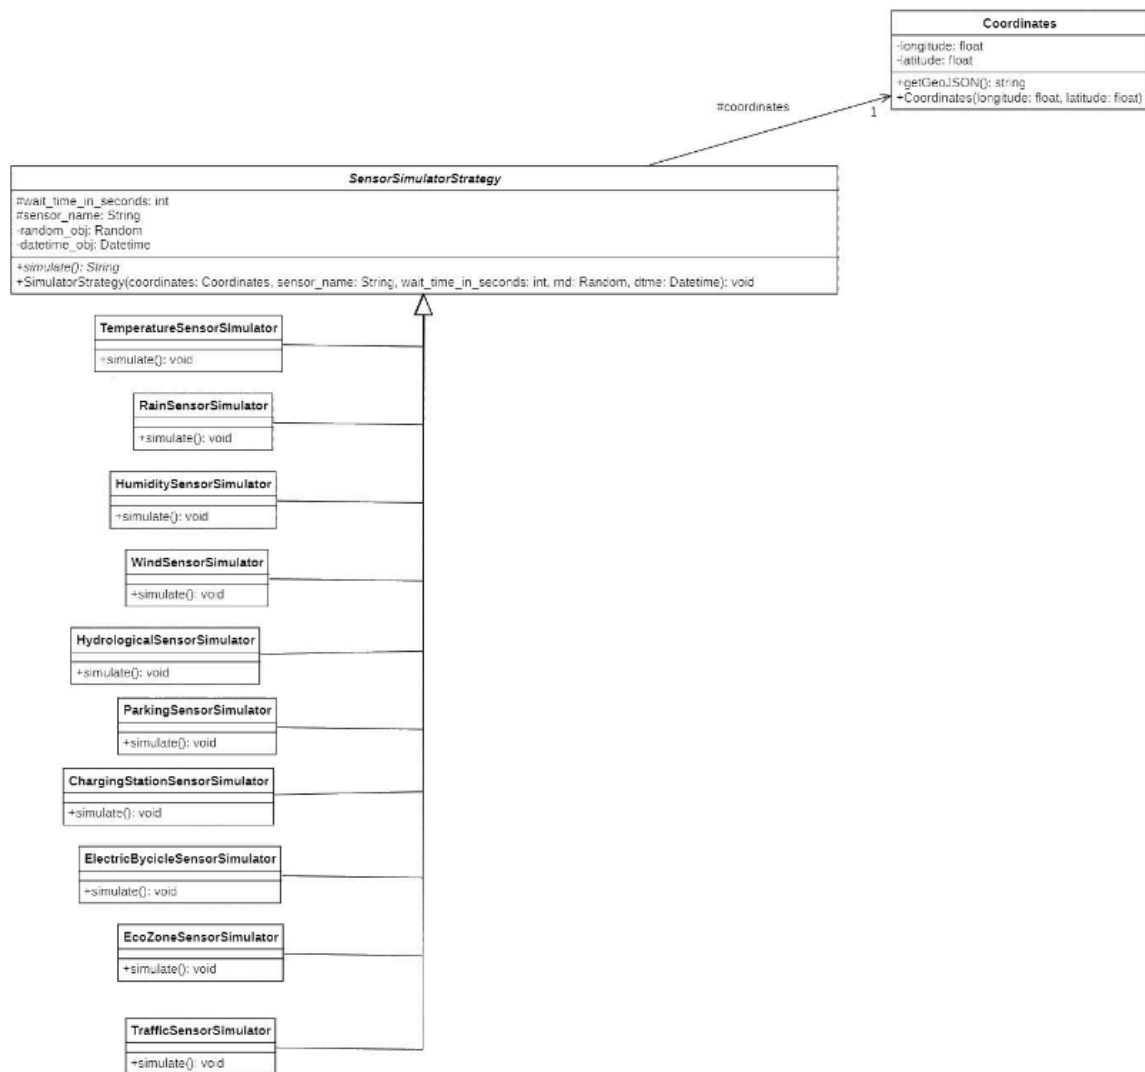 Coordinates
-longitude: float
-latitude: float
+getGeoJSON(): string
+Coordinates(longitude: float, latitude: float)
#coordinates
1
SensorSimulatorStrategy
#wait_time_in_seconds: int
#sensor_name: String
-random_obj: Random
-datetime_obj: Datetime
+simulate(): String
+SimulatorStrategy(coordinates: Coordinates, sensor_name: String, wait_time_in_seconds: int, rnd: Random, dtme: Datetime): void
TemperatureSensorSimulator
+simulate(): void
RainSensorSimulator
+simulate(): void
HumiditySensorSimulator
+simulate(): void
WindSensorSimulator
+simulate(): void
HydrologicalSensorSimulator
+simulate(): void
ParkingSensorSimulator
+simulate(): void
ChargingStationSensorSimulator
+simulate(): void
ElectricBycicleSensorSimulator
+simulate(): void
EcoZoneSensorSimulator
+simulate(): void
TrafficSensorSimulator
+simulate(): void